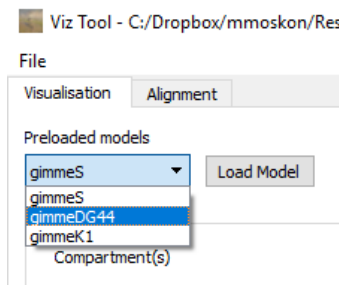 Viz Tool - C:/Dropbox/mmoskon/Res
File
Visualisation Alignment
Preloaded models
gimmeS Load Model
gimmeS
gimmeDG44
gimmeK1
Compartment(s)